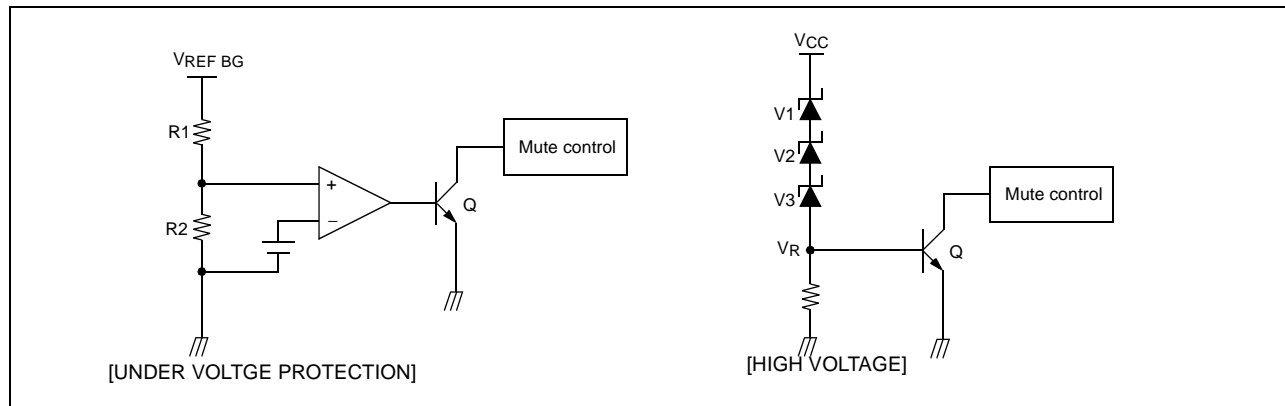 VREF BG
R1
R2
+
−
Q
Mute control
[UNDER VOLTGE PROTECTION]
VCC
V1
V2
V3
VR
Q
Mute control
[HIGH VOLTAGE]